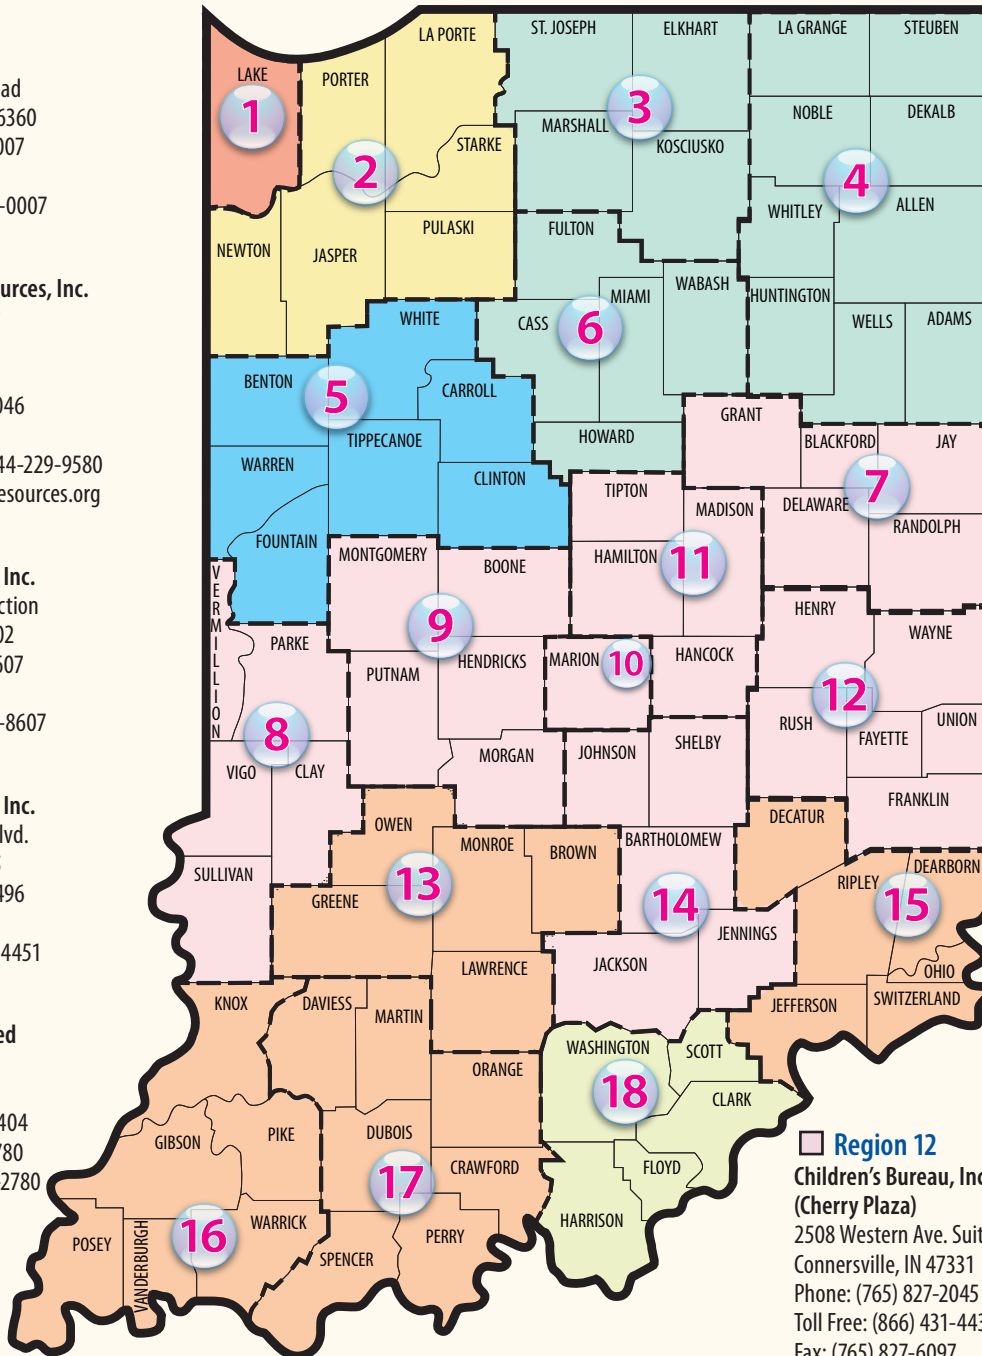 ad
6360
007
-0007
urces, Inc.
046
44-229-9580
esources.org
Inc.
ction
02
507
-8607
Inc.
lvd.
496
4451
ed
404
780
-2780
LAKE
1
PORTER
LA PORTE
2
STARKE
NEWTON
JASPER
PULASKI
ST. JOSEPH
ELKHART
3
MARSHALL
KOSCIUSKO
LA GRANGE
STEUBEN
NOBLE
DEKALB
4
WHITLEY
ALLEN
HUNTINGTON
WELLS
ADAMS
FULTON
MIAMI
WABASH
CASS
6
HOWARD
WHITE
BENTON
5
CARROLL
TIPPECANOE
WARREN
CLINTON
FOUNTAIN
GRANT
BLACKFORD
JAY
7
DELAWARE
RANDOLPH
TIPTON
MADISON
HAMILTON
11
HANCOCK
SHELBY
JOHNSON
MARION
10
MONTGOMERY
BOONE
9
PUTNAM
HENDRICKS
MORGAN
VERMILLION
PARKE
8
VIGO
CLAY
SULLIVAN
HENRY
WAYNE
12
RUSH
FAYETTE
UNION
FRANKLIN
OWEN
MONROE
BROWN
13
GREENE
LAWRENCE
BARTHOLOMEW
14
JENNINGS
JACKSON
DECATUR
RIPLEY
DEARBORN
15
OHIO
JEFFERSON
SWITZERLAND
KNOX
DAVIESS
MARTIN
ORANGE
DUBOIS
17
CRAWFORD
PERRY
SPENCER
GIBSON
PIKE
16
WARRICK
POSEY
VANDERBURGH
WASHINGTON
SCOTT
18
CLARK
FLOYD
HARRISON
Region 12
Children's Bureau, Inc
(Cherry Plaza)
2508 Western Ave. Suit
Connersville, IN 47331
Phone: (765) 827-2045
Toll Free: (866) 431-443
Fax: (765) 827-6097